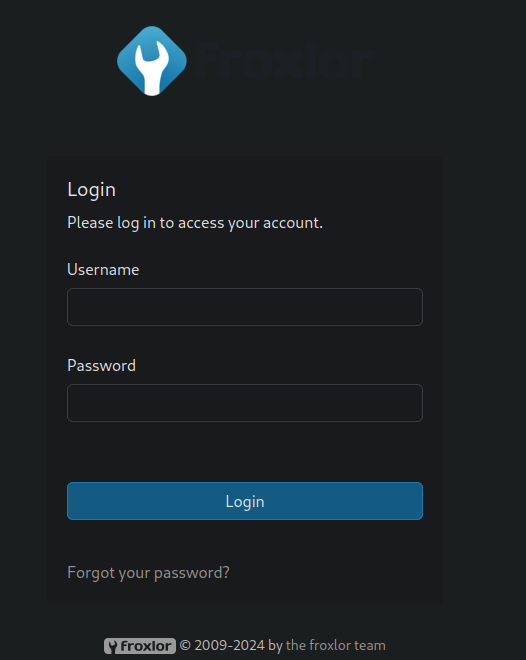 froxlor
Login
Please log in to access your account.
Username
Password
Login
Forgot your password?
froxlor © 2009-2024 by the froxlor team